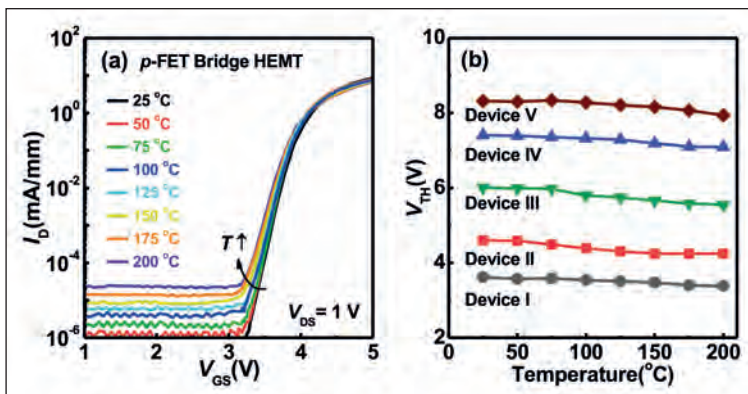 (a) p-FET Bridge HEMT
25 °C
50 °C
75 °C
100 °C
125 °C
150 °C
175 °C
200 °C
T↑
V_DS = 1 V
I_D(mA/mm)
10^2
10^0
10^-2
10^-4
10^-6
1 2 3 4 5
V_GS(V)
(b)
Device V
Device IV
Device III
Device II
Device I
V_TH(V)
10
8
6
4
2
0 50 100 150 200
Temperature(°C)